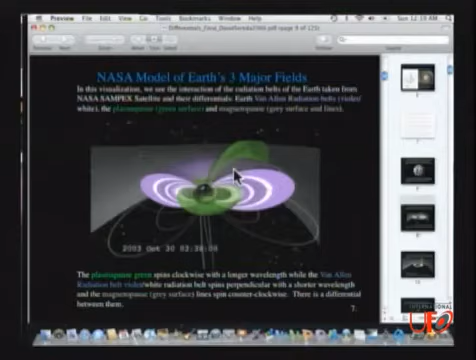 Preview File Edit View Go Tools Bookmarks Window Help
NASA Model of Earth's 3 Major Fields
In this visualization, we see the interaction of the radiation belts of the Earth taken from
NASA SAMPEX Satellite and their differentials- Earth Van Allen Radiation belts (violet/
white), the plasmapause (green surface) and magnetopause (grey surface and lines).
2003 Oct 30 02:38:00
The plasmapause green spins clockwise with a longer wavelength while the Van Allen
Radiation belt violet/white radiation belt spins perpendicular with a shorter wavelength
and the magnetopause (grey surface) lines spin counter-clockwise. There is a differential
between them.
7.
INTERNATIONAL
UFO